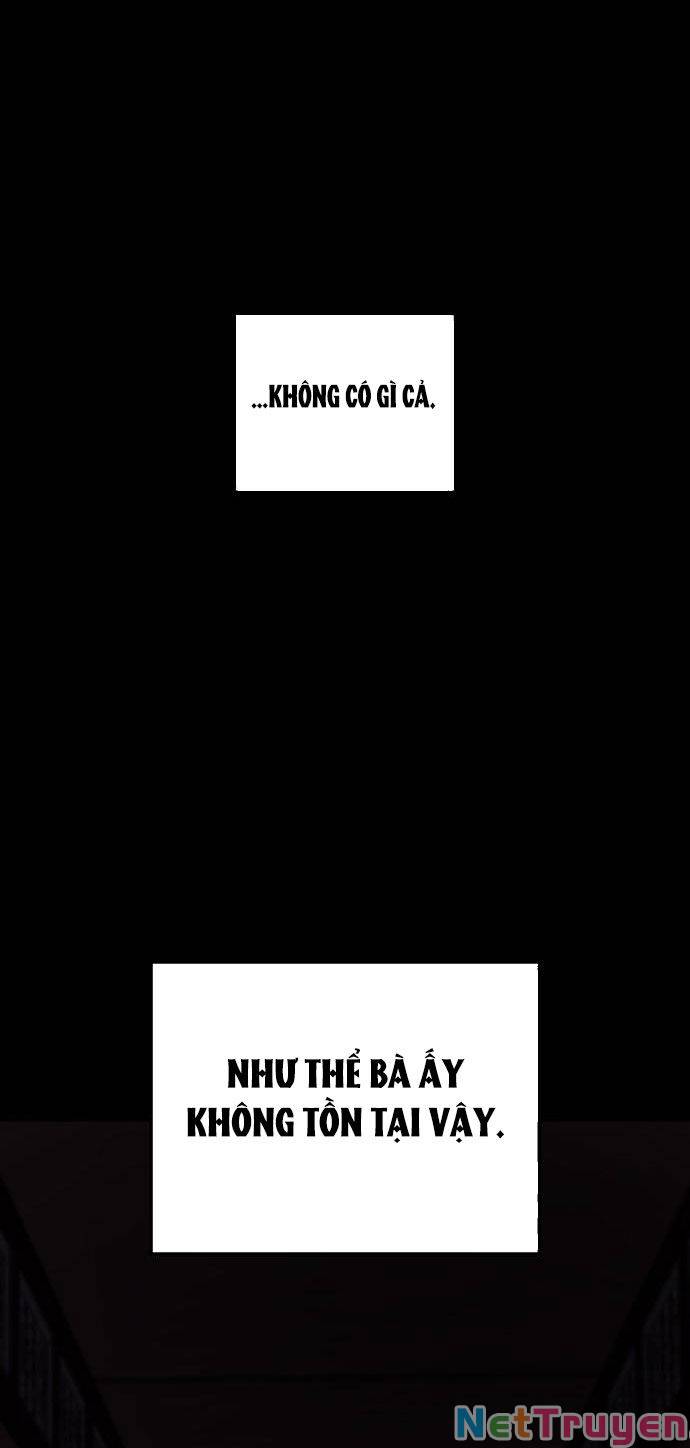 ...KHÔNG CÓ GÌ CẢ.
NHƯ THỂ BÀ ẤY
KHÔNG TỒN TẠI VẬY.
NetTruyen